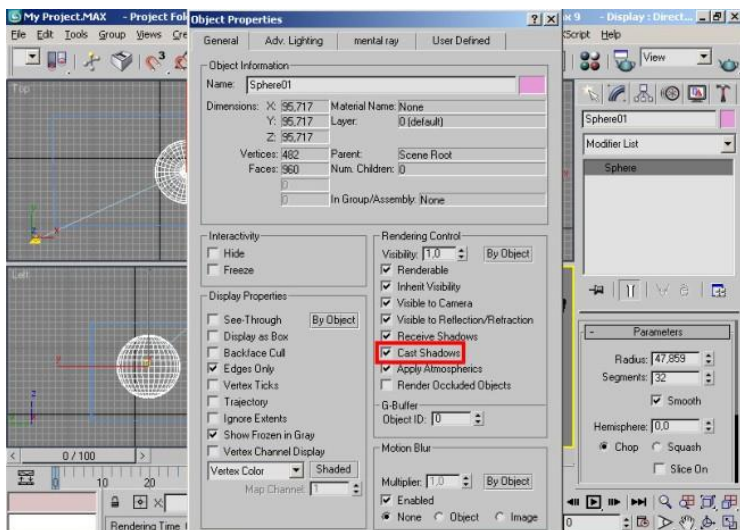 My Project.MAX - Project Fol
Object Properties
x 9 - Display : Direct...
File Edit Tools Group Views Cre
Script Help
General Adv. Lighting mental ray User Defined
View
Object Information
Name: Sphere01
Dimensions: X: 95,717 Material Name: None
Y: 95,717 Layer: 0 (default)
Z: 95,717
Vertices: 482 Parent: Scene Root
Faces: 960 Num. Children: 0
0
0 In Group/Assembly: None
Top
Sphere01
Modifier List
Sphere
Interactivity
Hide
Freeze
Rendering Control
Visibility: 1,0 By Object
Renderable
Inherit Visibility
Visible to Camera
Visible to Reflection/Refraction
Receive Shadows
Cast Shadows
Apply Atmospherics
Render Occluded Objects
Left
Display Properties
See-Through By Object
Display as Box
Backface Cull
Edges Only
Vertex Ticks
Trajectory
Ignore Extents
Show Frozen in Gray
Vertex Channel Display
Vertex Color Shaded
Map Channel: 1
G-Buffer
Object ID: 0
Motion Blur
Multiplier: 1,0 By Object
Enabled
None Object Image
Parameters
Radius: 47,859
Segments: 32
Smooth
Hemisphere: 0,0
Chop Squash
Slice On
0 / 100
0 10 20
X
Rendering Time
0